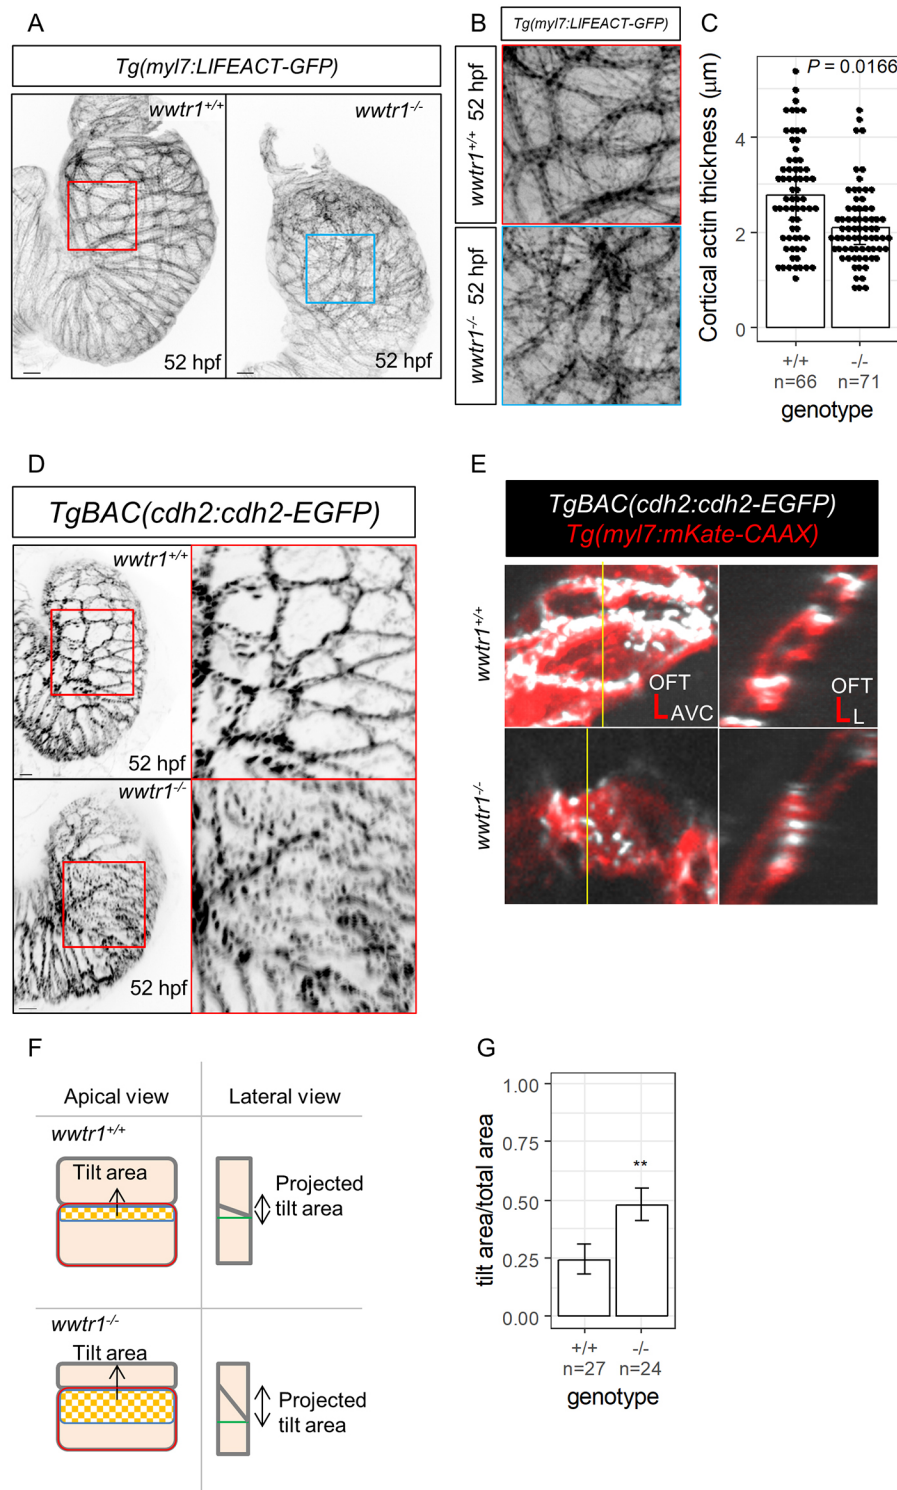 A
Tg(myl7:LIFEACT-GFP)
wwtr1+/+
wwtr1-/-
52 hpf
52 hpf
B
Tg(myl7:LIFEACT-GFP)
wwtr1+/+ 52 hpf
wwtr1-/- 52 hpf
C
P = 0.0166
Cortical actin thickness (μm)
4
2
0
+/+
n=66
-/-
n=71
genotype
D
TgBAC(cdh2:cdh2-EGFP)
wwtr1+/+
52 hpf
wwtr1-/-
52 hpf
E
TgBAC(cdh2:cdh2-EGFP)
Tg(myl7:mKate-CAAX)
wwtr1+/+
OFT
AVC
OFT
L
wwtr1-/-
F
Apical view
Lateral view
wwtr1+/+
Tilt area
Projected
tilt area
wwtr1-/-
Tilt area
Projected
tilt area
G
tilt area/total area
1.00
0.75
0.50
0.25
0.00
**
+/+
n=27
-/-
n=24
genotype